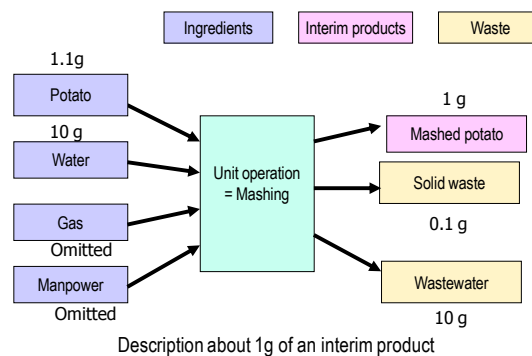 Ingredients
Interim products
Waste
1.1g
Potato
10 g
Water
Gas
Omitted
Manpower
Omitted
Unit operation
= Mashing
1 g
Mashed potato
Solid waste
0.1 g
Wastewater
10 g
Description about 1g of an interim product